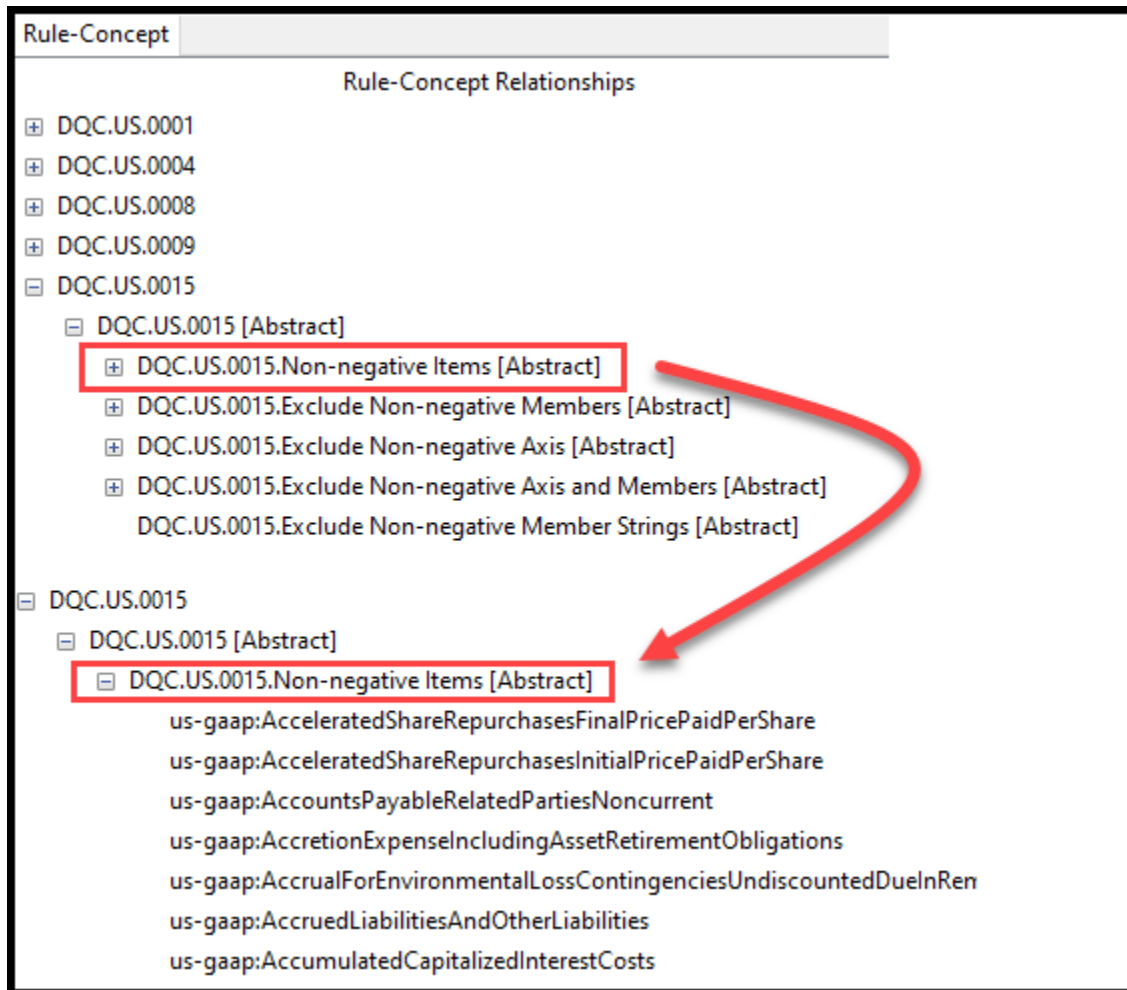 Rule-Concept
Rule-Concept Relationships
DQC.US.0001
DQC.US.0004
DQC.US.0008
DQC.US.0009
DQC.US.0015
DQC.US.0015 [Abstract]
DQC.US.0015.Non-negative Items [Abstract]
DQC.US.0015.Exclude Non-negative Members [Abstract]
DQC.US.0015.Exclude Non-negative Axis [Abstract]
DQC.US.0015.Exclude Non-negative Axis and Members [Abstract]
DQC.US.0015.Exclude Non-negative Member Strings [Abstract]
DQC.US.0015
DQC.US.0015 [Abstract]
DQC.US.0015.Non-negative Items [Abstract]
us-gaap:AcceleratedShareRepurchasesFinalPricePaidPerShare
us-gaap:AcceleratedShareRepurchasesInitialPricePaidPerShare
us-gaap:AccountsPayableRelatedPartiesNoncurrent
us-gaap:AccretionExpenseIncludingAssetRetirementObligations
us-gaap:AccrualForEnvironmentalLossContingenciesUndiscountedDueInRen
us-gaap:AccruedLiabilitiesAndOtherLiabilities
us-gaap:AccumulatedCapitalizedInterestCosts